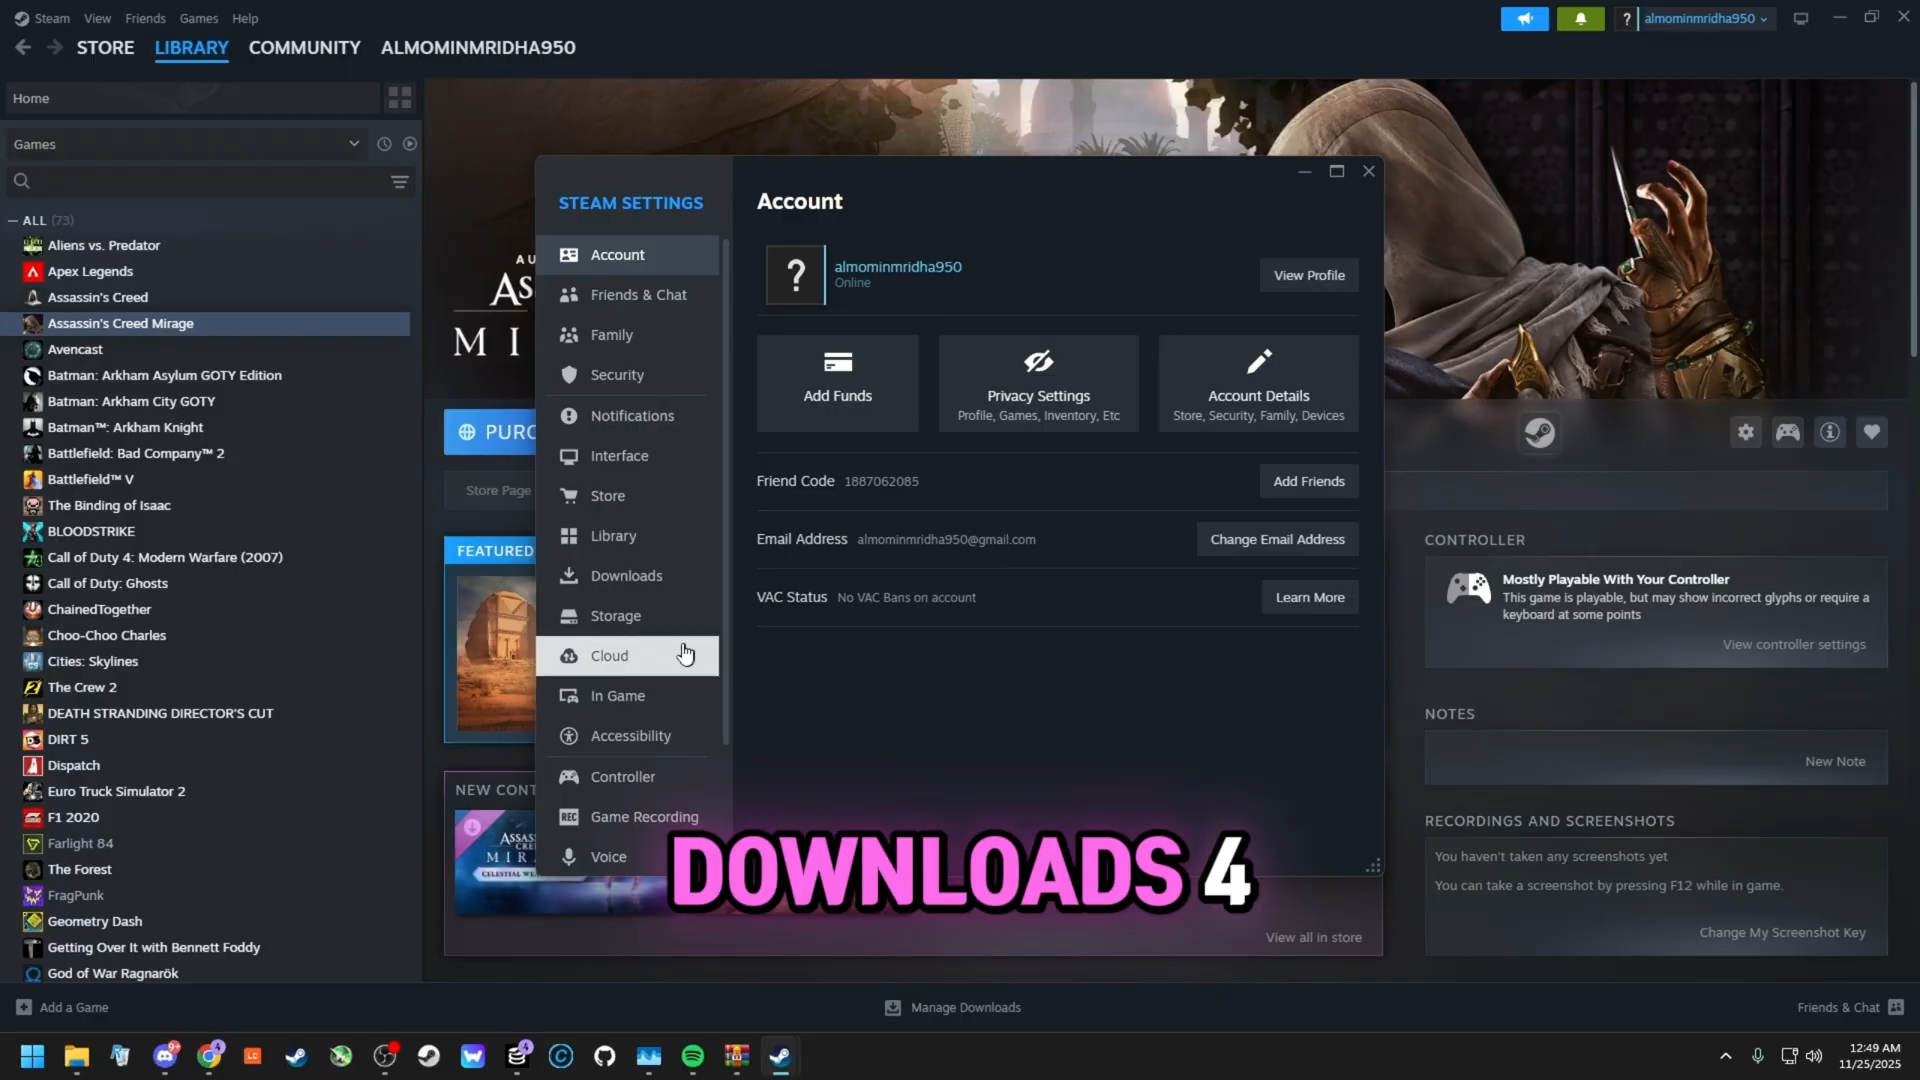 Steam View Friends Games Help
almominmridha950
STORE LIBRARY COMMUNITY ALMOMINMRIDHA950
Home
Games
ALL (73)
Aliens vs. Predator
Apex Legends
Assassin's Creed
Assassin's Creed Mirage
Avencast
Batman: Arkham Asylum GOTY Edition
Batman: Arkham City GOTY
Batman™: Arkham Knight
Battlefield: Bad Company™ 2
Battlefield™ V
The Binding of Isaac
BLOODSTRIKE
Call of Duty 4: Modern Warfare (2007)
Call of Duty: Ghosts
ChainedTogether
Choo-Choo Charles
Cities: Skylines
The Crew 2
DEATH STRANDING DIRECTOR'S CUT
DIRT 5
Dispatch
Euro Truck Simulator 2
F1 2020
Farlight 84
The Forest
FragPunk
Geometry Dash
Getting Over It with Bennett Foddy
God of War Ragnarök
Add a Game
STEAM SETTINGS
Account
Friends & Chat
Family
Security
Notifications
Interface
Store
Library
Downloads
Storage
Cloud
In Game
Accessibility
Controller
REC Game Recording
Voice
Account
?
almominmridha950
Online
View Profile
Add Funds
Privacy Settings
Profile, Games, Inventory, Etc
Account Details
Store, Security, Family, Devices
Friend Code 1887062085
Add Friends
Email Address almominmridha950@gmail.com
Change Email Address
VAC Status No VAC Bans on account
Learn More
DOWNLOADS 4
AU
AS
MI
PURC
Store Page
FEATURED
NEW CONT
View all in store
CONTROLLER
Mostly Playable With Your Controller
This game is playable, but may show incorrect glyphs or require a
keyboard at some points
View controller settings
NOTES
New Note
RECORDINGS AND SCREENSHOTS
You haven't taken any screenshots yet
You can take a screenshot by pressing F12 while in game.
Change My Screenshot Key
Manage Downloads
Friends & Chat
9+
4
LC
4
12:49 AM
11/25/2025